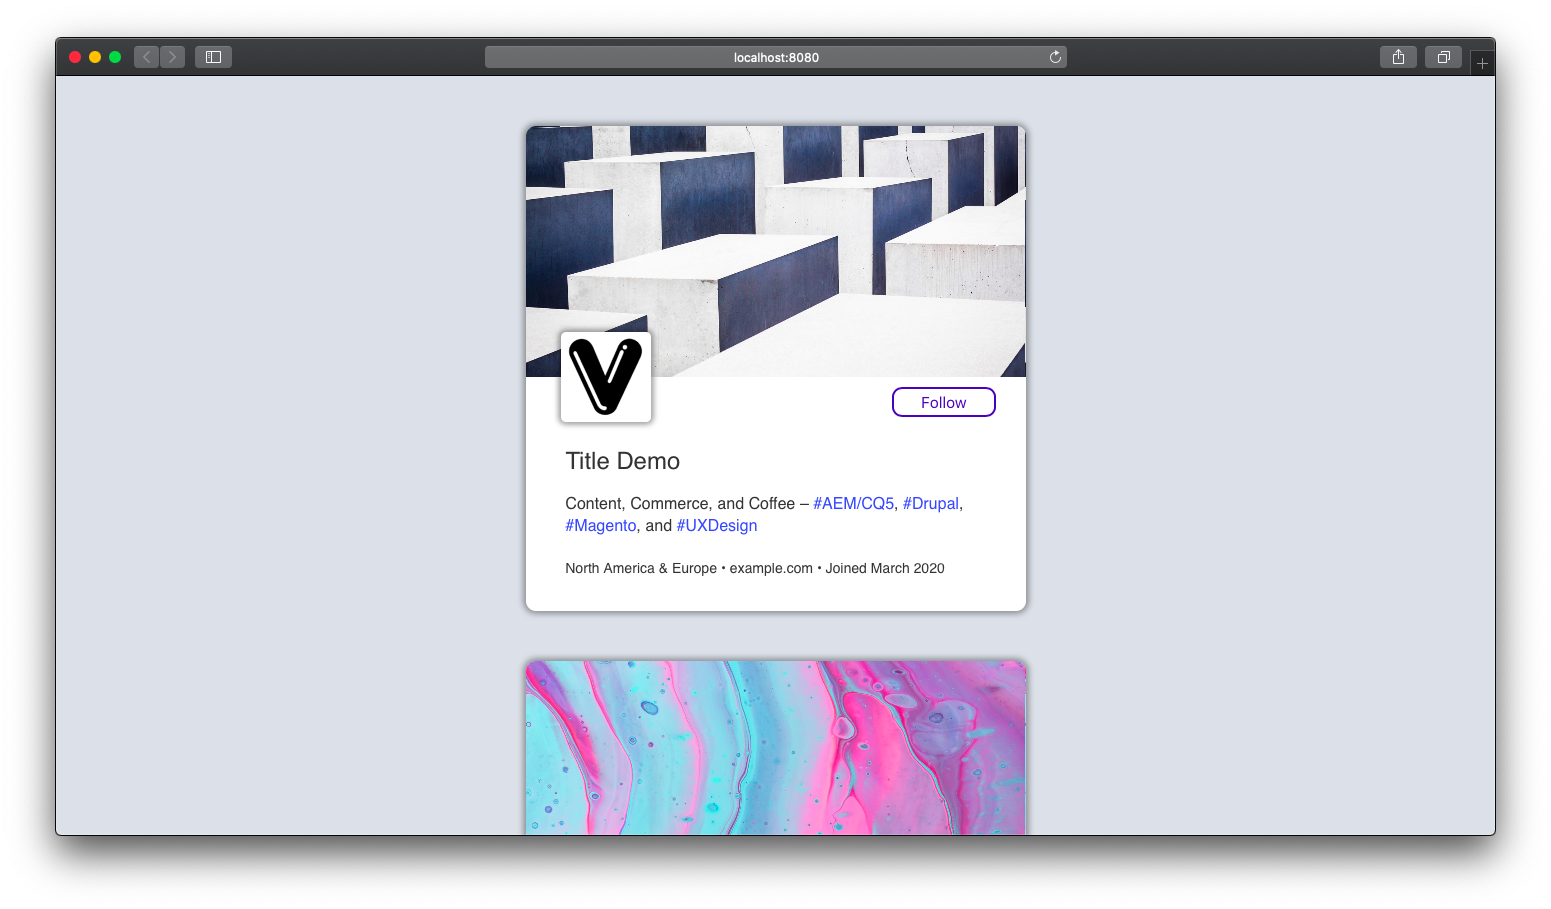 localhost:8080
V
Follow
Title Demo
Content, Commerce, and Coffee – #AEM/CQ5, #Drupal,
#Magento, and #UXDesign
North America & Europe • example.com • Joined March 2020